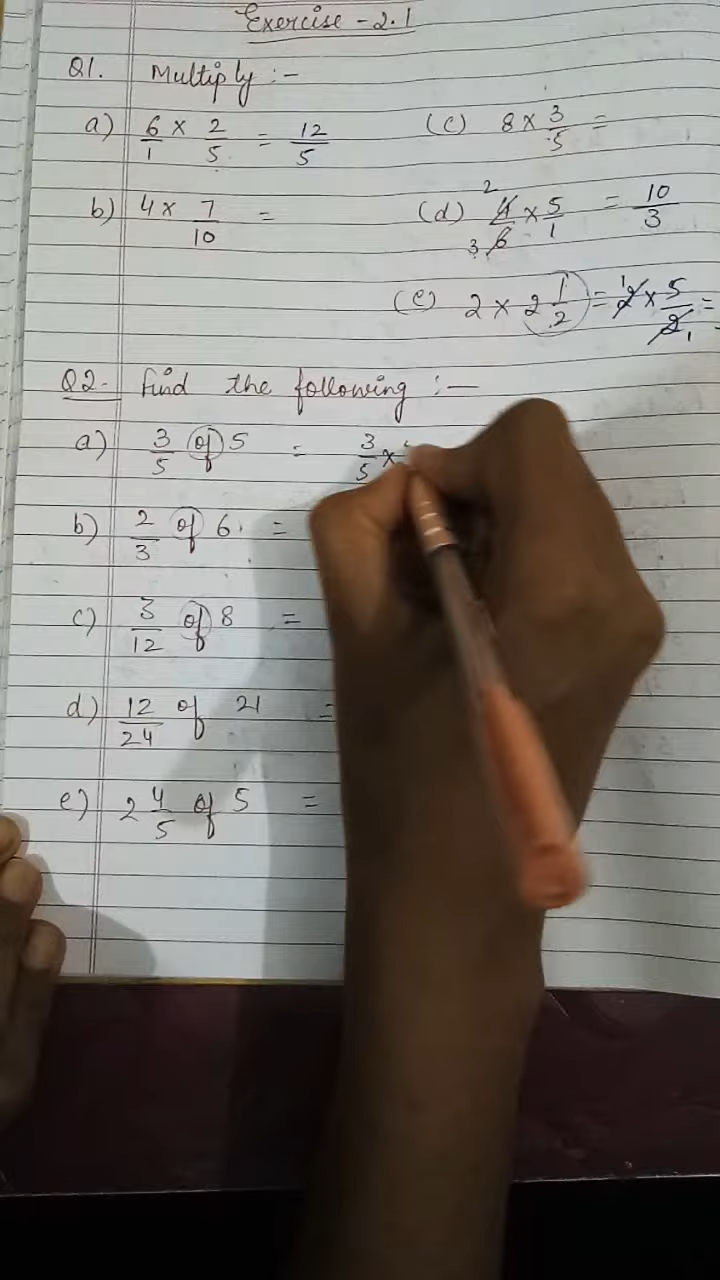 Exercise - 2.1
Q1. Multiply :-
a) 6/1 × 2/5 = 12/5
(c) 8 × 3/5 =
b) 4 × 7/10 =
(d) 2 4/6 3 × 5/1 = 10/3
(e) 2 × 2 1/2 = 1 2 × 5/2 1 =
Q2- Find the following :-
a) 3/5 of 5 = 3/5 ×
b) 2/3 of 6 =
c) 3/12 of 8 =
d) 12/24 of 21 =
e) 2 4/5 of 5 =